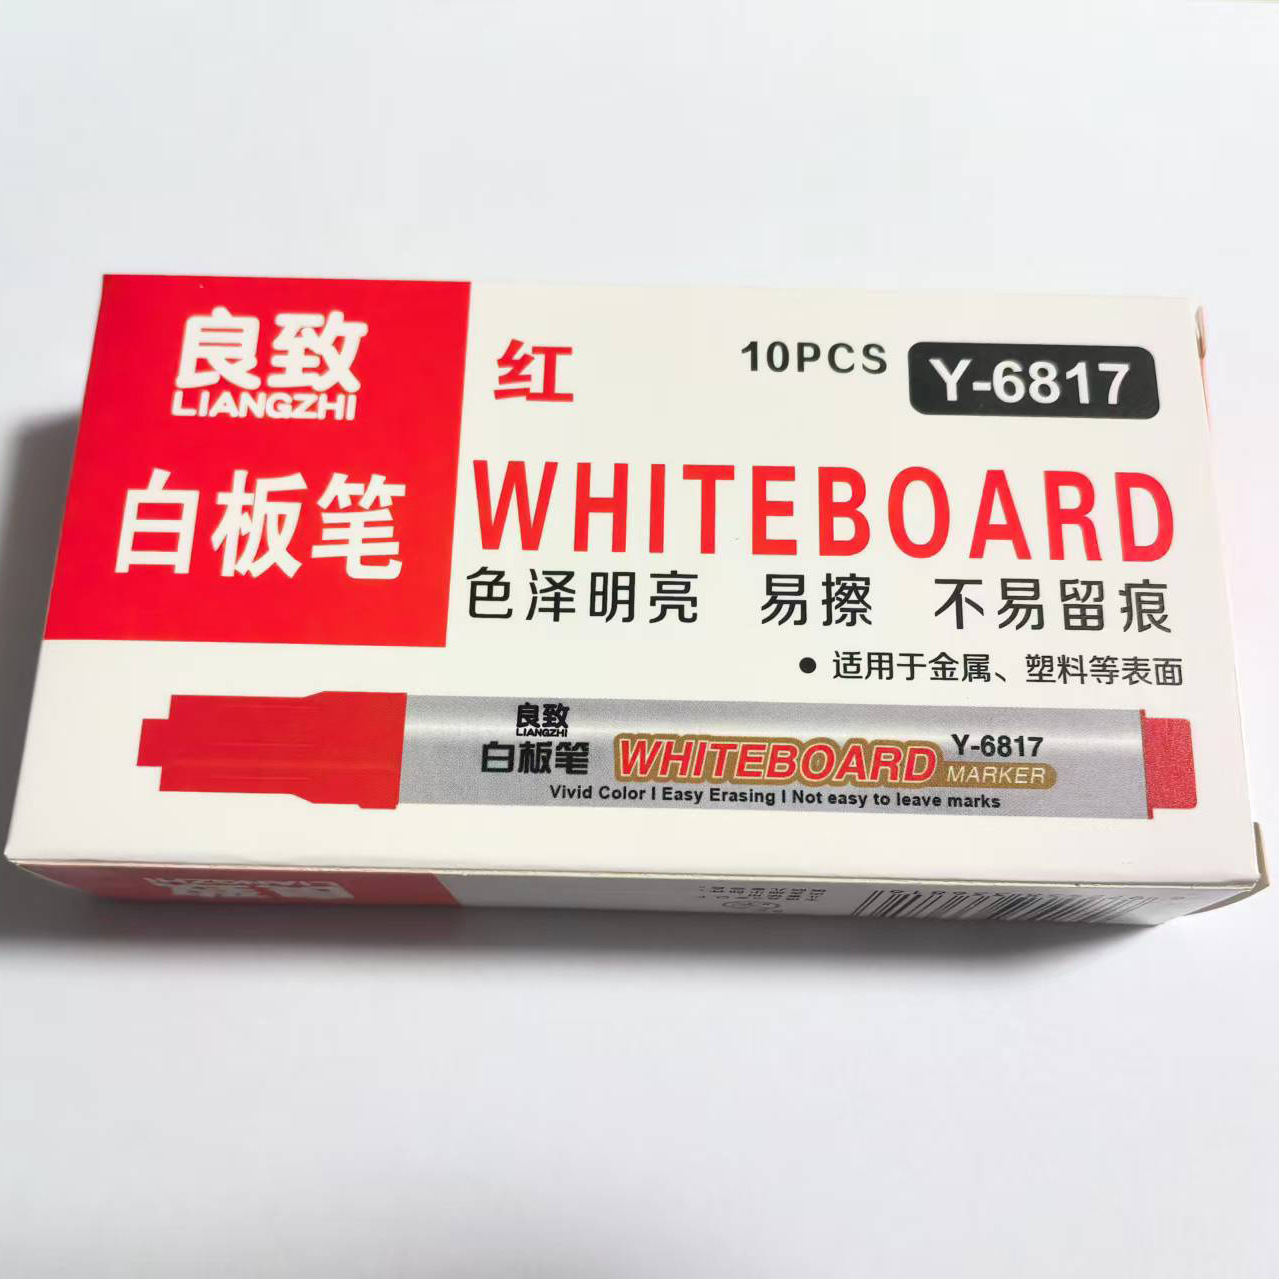 良致
LIANGZHI
白板笔
红
10PCS
Y-6817
WHITEBOARD
色泽明亮 易擦 不易留痕
● 适用于金属、塑料等表面
良致
LIANGZHI
白板笔 WHITEBOARD Y-6817
MARKER
Vivid Color I Easy Erasing I Not easy to leave marks